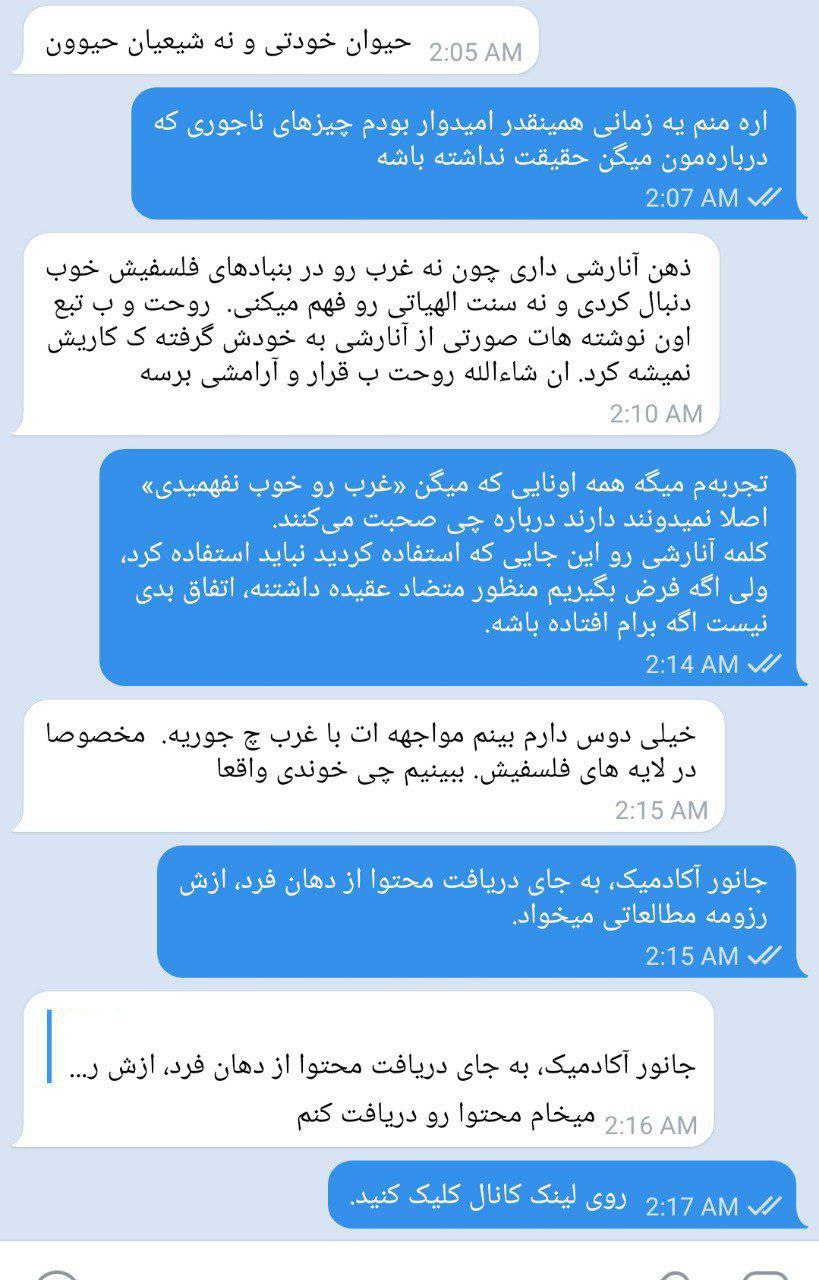 حیوان خودتی و نه شیعیان حیوون
2:05 AM
اره منم یه زمانی همینقدر امیدوار بودم چیزهای ناجوری که
درباره‌مون میگن حقیقت نداشته باشه
2:07 AM
ذهن آنارشی داری چون نه غرب رو در بنبادهای فلسفیش خوب
دنبال کردی و نه سنت الهیاتی رو فهم میکنی. روحت و ب تبع
اون نوشته هات صورتی از آنارشی به خودش گرفته ک کاریش
نمیشه کرد. ان شاءالله روحت ب قرار و آرامشی برسه
2:10 AM
تجربه‌م میگه همه اونایی که میگن «غرب رو خوب نفهمیدی»
اصلا نمیدونند دارند درباره چی صحبت می‌کنند.
کلمه آنارشی رو این جایی که استفاده کردید نباید استفاده کرد،
ولی اگه فرض بگیریم منظور متضاد عقیده داشتنه، اتفاق بدی
نیست اگه برام افتاده باشه.
2:14 AM
خیلی دوس دارم بینم مواجهه ات با غرب چ جوریه. مخصوصا
در لایه های فلسفیش. ببینیم چی خوندی واقعا
2:15 AM
جانور آکادمیک، به جای دریافت محتوا از دهان فرد، ازش
رزومه مطالعاتی میخواد.
2:15 AM
جانور آکادمیک، به جای دریافت محتوا از دهان فرد، ازش ر...
میخام محتوا رو دریافت کنم
2:16 AM
روی لینک کانال کلیک کنید.
2:17 AM